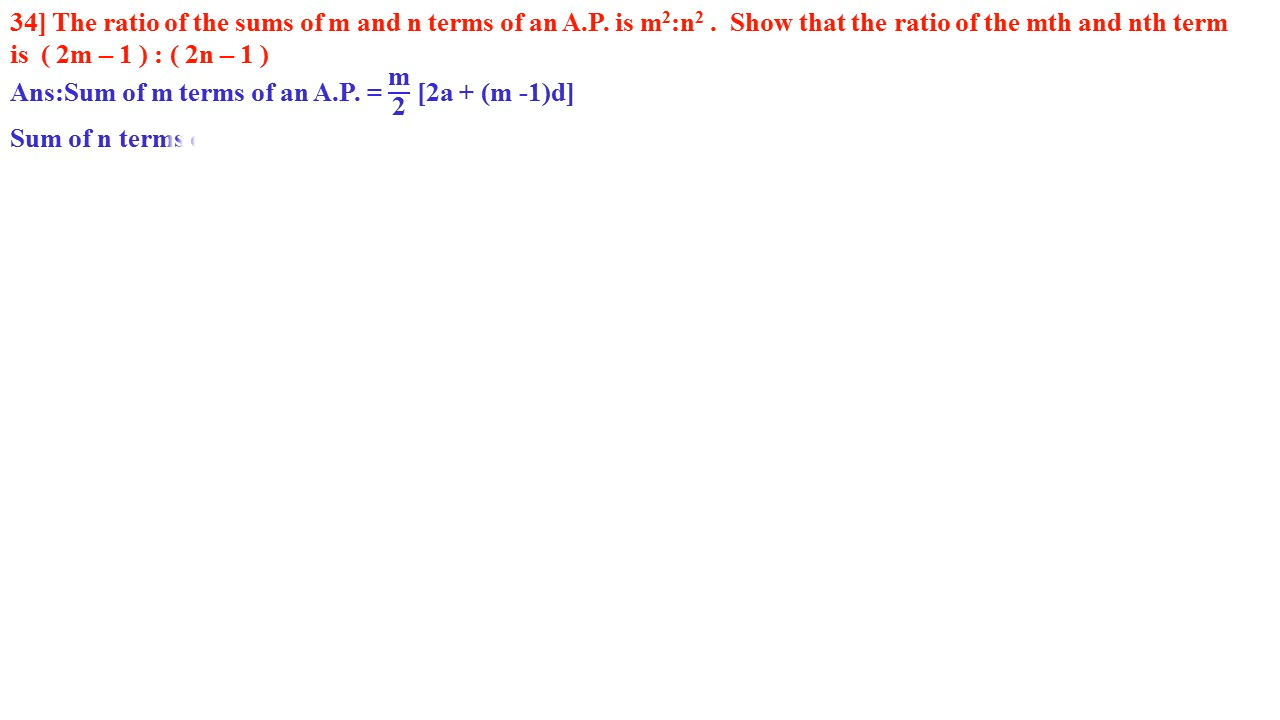 34] The ratio of the sums of m and n terms of an A.P. is m²:n² . Show that the ratio of the mth and nth term
is ( 2m – 1 ) : ( 2n – 1 )
Ans:Sum of m terms of an A.P. = m/2 [2a + (m -1)d]
Sum of n terms